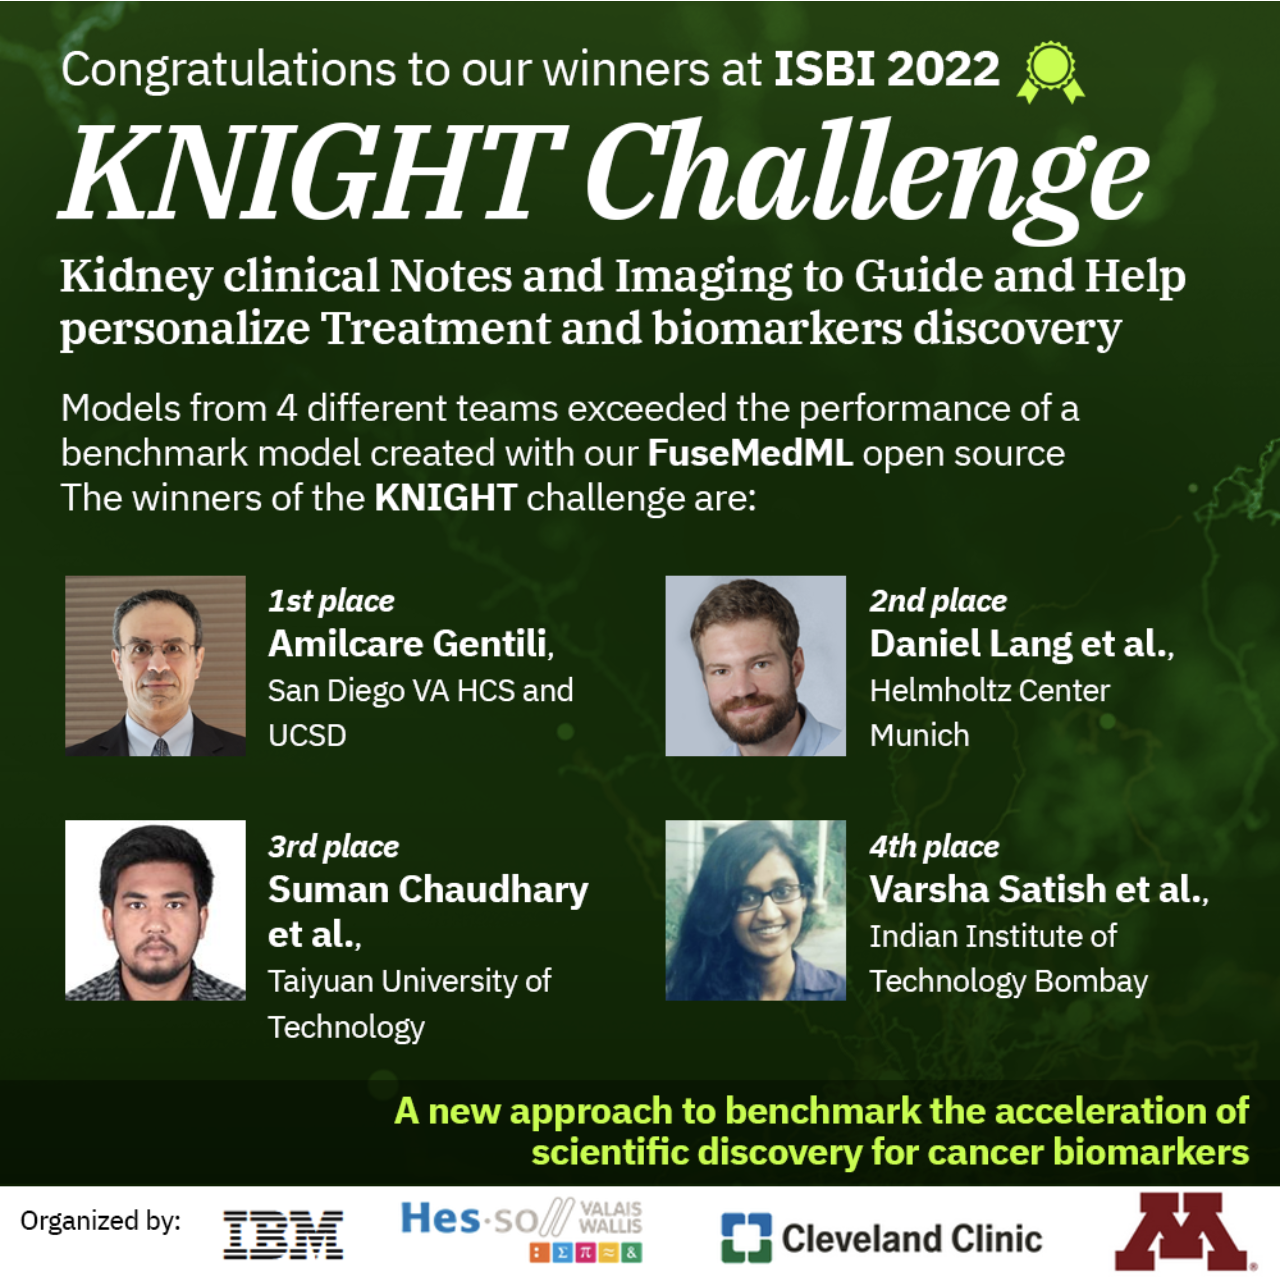 Congratulations to our winners at ISBI 2022
KNIGHT Challenge
Kidney clinical Notes and Imaging to Guide and Help
personalize Treatment and biomarkers discovery
Models from 4 different teams exceeded the performance of a
benchmark model created with our FuseMedML open source
The winners of the KNIGHT challenge are:
1st place
Amilcare Gentili,
San Diego VA HCS and
UCSD
2nd place
Daniel Lang et al.,
Helmholtz Center
Munich
3rd place
Suman Chaudhary
et al.,
Taiyuan University of
Technology
4th place
Varsha Satish et al.,
Indian Institute of
Technology Bombay
A new approach to benchmark the acceleration of
scientific discovery for cancer biomarkers
Organized by:
IBM
Hes·so // VALAIS
WALLIS
: Σ π ≈ &
Cleveland Clinic
M®